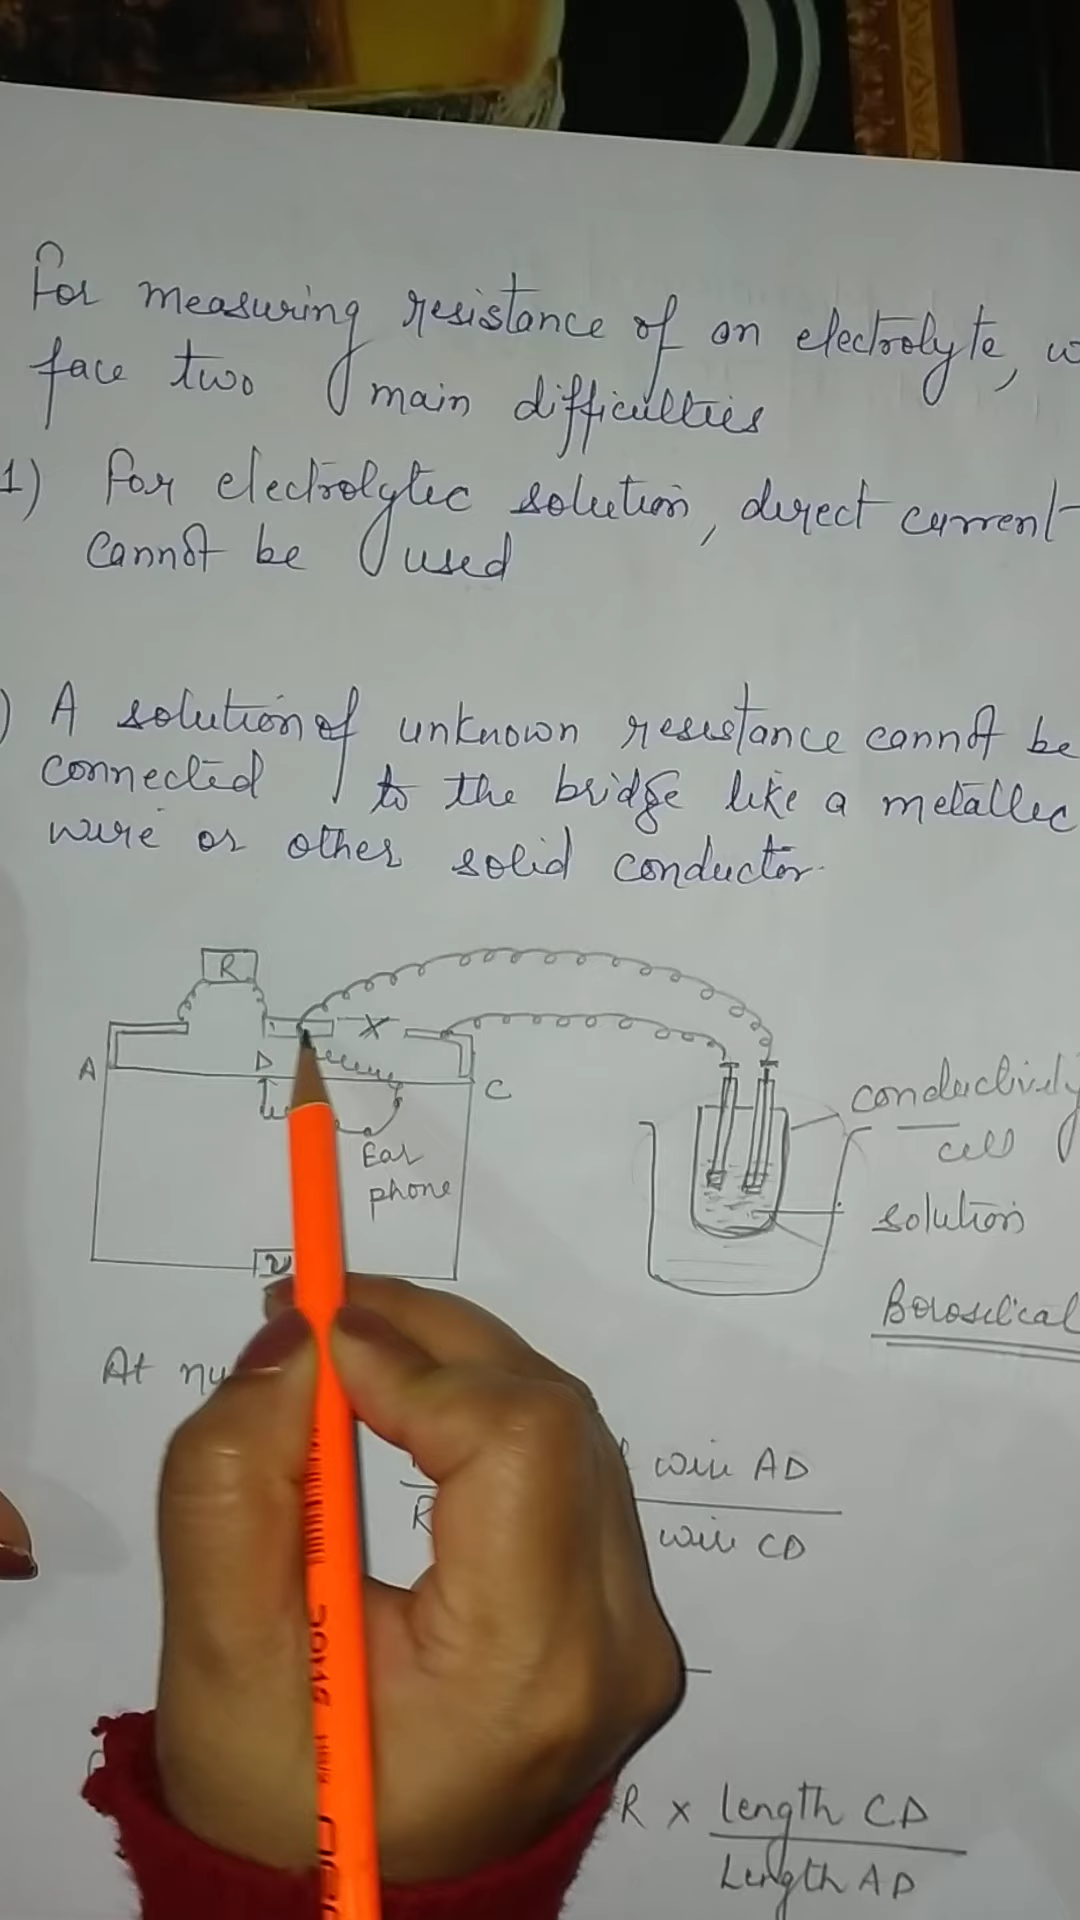 For measuring resistance of an electrolyte, w
face two main difficulties
1) For electrolytic solution, direct current
cannot be used
) A solution of unknown resistance cannot be
connected to the bridge like a metallic
wire or other solid conductor.
R
X
A
D
C
Ear
phone
conductivity
cell
solution
Borosilical
At nu
R
wire AD
wire CD
R x length CD
Length AD